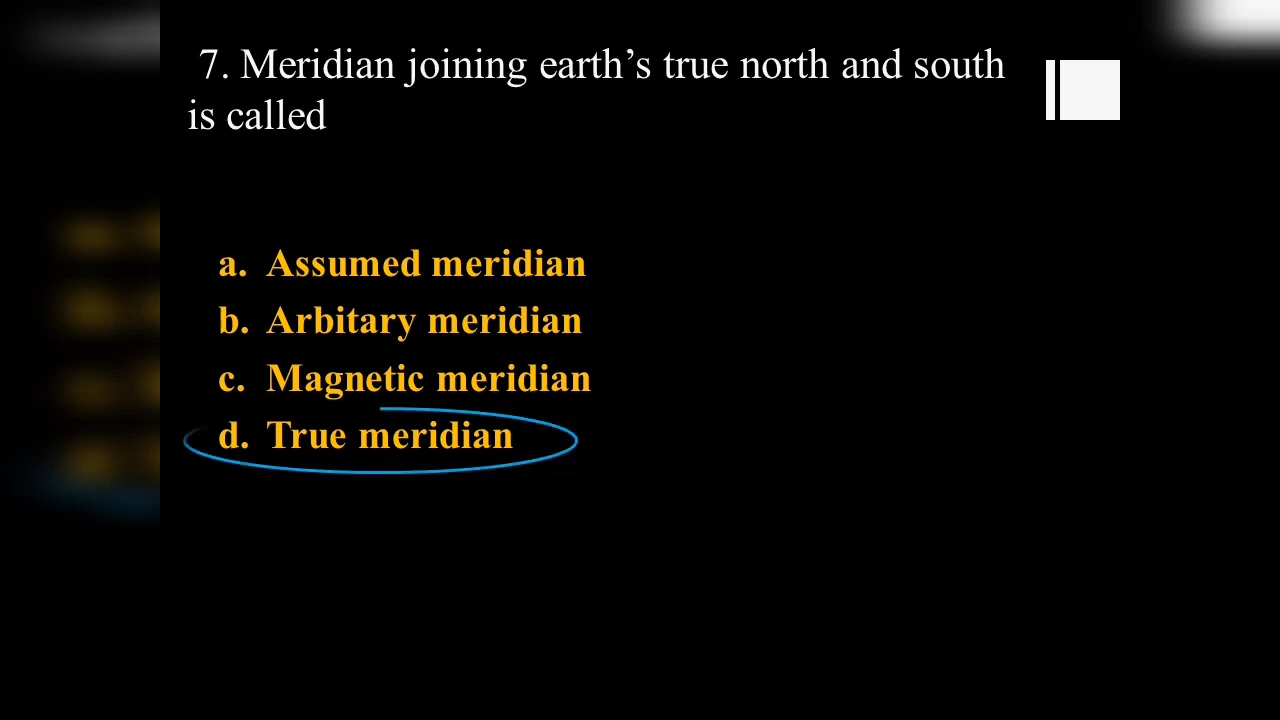 7. Meridian joining earth’s true north and south
is called
a. Assumed meridian
b. Arbitary meridian
c. Magnetic meridian
d. True meridian